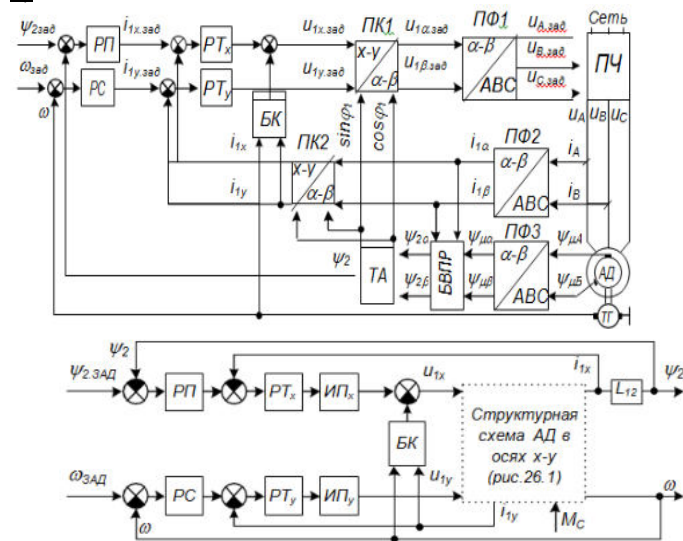 ψ2зад i1x.зад u1x.зад ПК1 u1α.зад ПФ1 uA.зад Сеть
РП РТx x-y α-β uB.зад ПЧ
ωзад i1y.зад u1y.зад α-β u1β.зад ABC uC.зад
ω РС РТy БК sinφ1 cosφ1 uA uB uC
i1x ПК2 i1α ПФ2 iA
x-y α-β
i1y α-β i1β ABC iB
ψ2 ψ2α ψμα ПФ3 ψμA
ТА БВПР α-β АД
ψ2β ψμβ ABC ψμБ
ТГ
ψ2 i1x
ψ2.ЗАД u1x ψ2
РП РТx ИПx L12
БК Структурная
схема АД в
осях x-y
(рис.26.1)
ωЗАД u1y ω
РС РТy ИПy
ω i1y MC